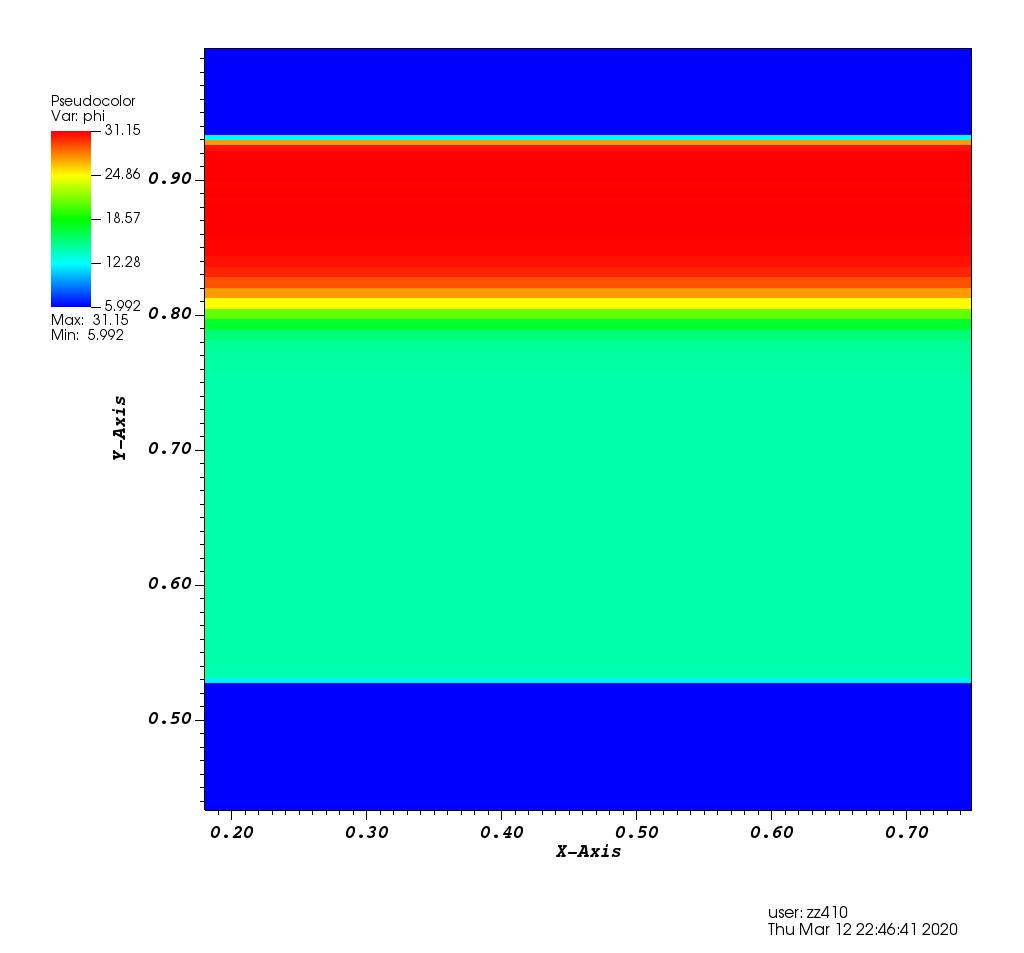 Pseudocolor
Var: phi
31.15
24.86
18.57
12.28
5.992
Max: 31.15
Min: 5.992
0.90
0.80
0.70
0.60
0.50
Y-Axis
0.20 0.30 0.40 0.50 0.60 0.70
X-Axis
user: zz410
Thu Mar 12 22:46:41 2020